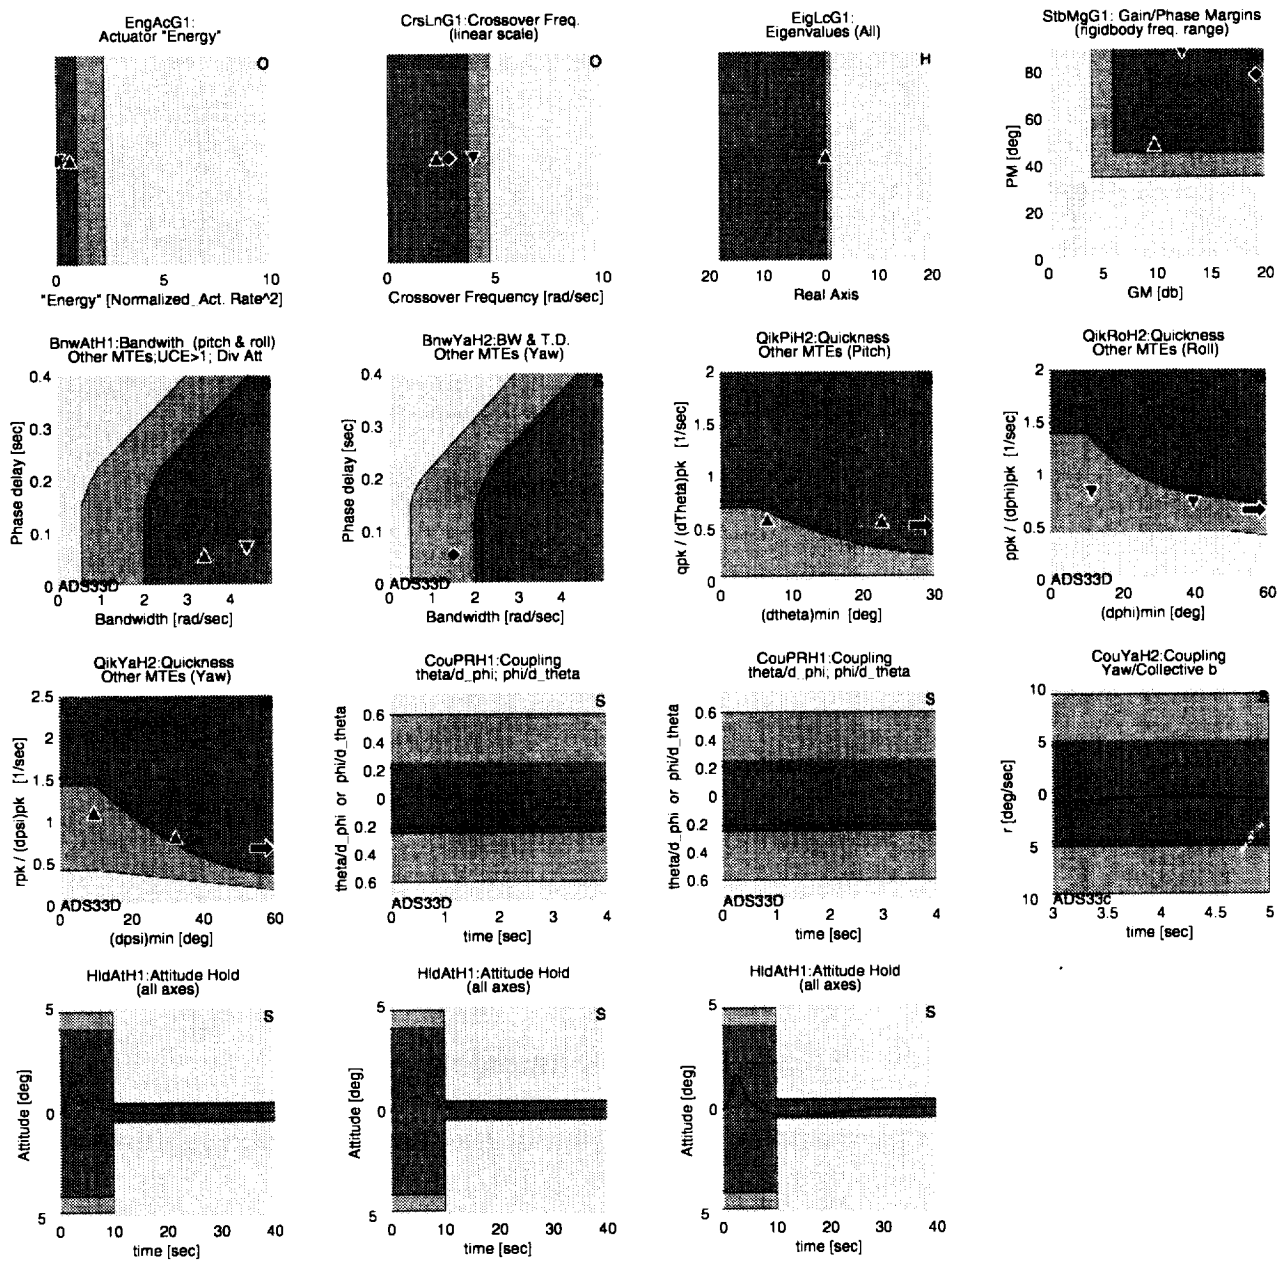 EngAcG1:
Actuator "Energy"
O
0 5 10
"Energy" [Normalized_Act. Rate^2]
CrsLnG1:Crossover Freq.
(linear scale)
O
0 5 10
Crossover Frequency [rad/sec]
EigLcG1:
Eigenvalues (All)
H
20 10 0 10 20
Real Axis
StbMgG1: Gain/Phase Margins
(rigidbody freq. range)
PM [deg]
80
60
40
20
0
0 5 10 15 20
GM [db]
BnwAtH1:Bandwith (pitch & roll)
Other MTEs;UCE>1; Div Att
Phase delay [sec]
0.4
0.3
0.2
0.1
0
ADS33D
0 1 2 3 4
Bandwidth [rad/sec]
BnwYaH2:BW & T.D.
Other MTEs (Yaw)
Phase delay [sec]
0.4
0.3
0.2
0.1
0
ADS33D
0 1 2 3 4
Bandwidth [rad/sec]
QikPiH2:Quickness
Other MTEs (Pitch)
qpk / (dTheta)pk [1/sec]
2
1.5
1
0.5
0
0 10 20 30
(dtheta)min [deg]
QikRoH2:Quickness
Other MTEs (Roll)
ppk / (dphi)pk [1/sec]
2
1.5
1
0.5
0
ADS33D
0 20 40 60
(dphi)min [deg]
QikYaH2:Quickness
Other MTEs (Yaw)
rpk / (dpsi)pk [1/sec]
2.5
2
1.5
1
0.5
0
ADS33D
0 20 40 60
(dpsi)min [deg]
CouPRH1:Coupling
theta/d_phi; phi/d_theta
S
theta/d_phi or phi/d_theta
0.6
0.4
0.2
0
0.2
0.4
0.6
ADS33D
0 1 2 3 4
time [sec]
CouPRH1:Coupling
theta/d_phi; phi/d_theta
S
theta/d_phi or phi/d_theta
0.6
0.4
0.2
0
0.2
0.4
0.6
ADS33D
0 1 2 3 4
time [sec]
CouYaH2:Coupling
Yaw/Collective b
S
r [deg/sec]
10
5
0
5
10
ADS33c
3 3.5 4 4.5 5
time [sec]
HldAtH1:Attitude Hold
(all axes)
S
Attitude [deg]
5
0
5
0 10 20 30 40
time [sec]
HldAtH1:Attitude Hold
(all axes)
S
Attitude [deg]
5
0
5
0 10 20 30 40
time [sec]
HldAtH1:Attitude Hold
(all axes)
S
Attitude [deg]
5
0
5
0 10 20 30 40
time [sec]